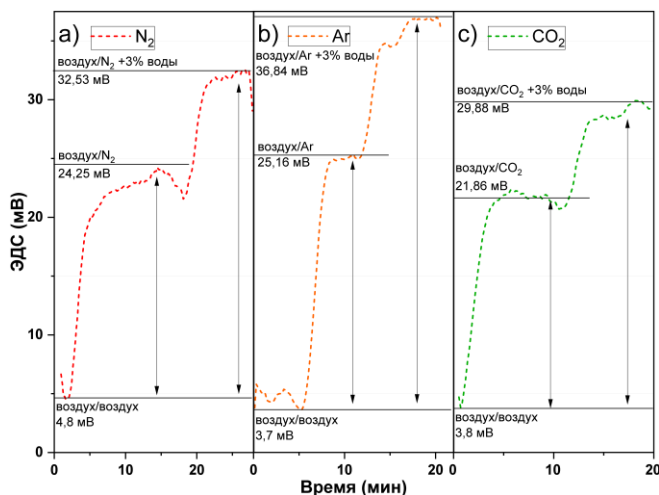 a)
N₂
воздух/N₂ +3% воды
32,53 мВ
воздух/N₂
24,25 мВ
воздух/воздух
4,8 мВ
b)
Ar
воздух/Ar +3% воды
36,84 мВ
воздух/Ar
25,16 мВ
воздух/воздух
3,7 мВ
c)
CO₂
воздух/CO₂ +3% воды
29,88 мВ
воздух/CO₂
21,86 мВ
воздух/воздух
3,8 мВ
ЭДС (мВ)
30
20
10
0
0 10 20 0 10 20 0 10 20
Время (мин)